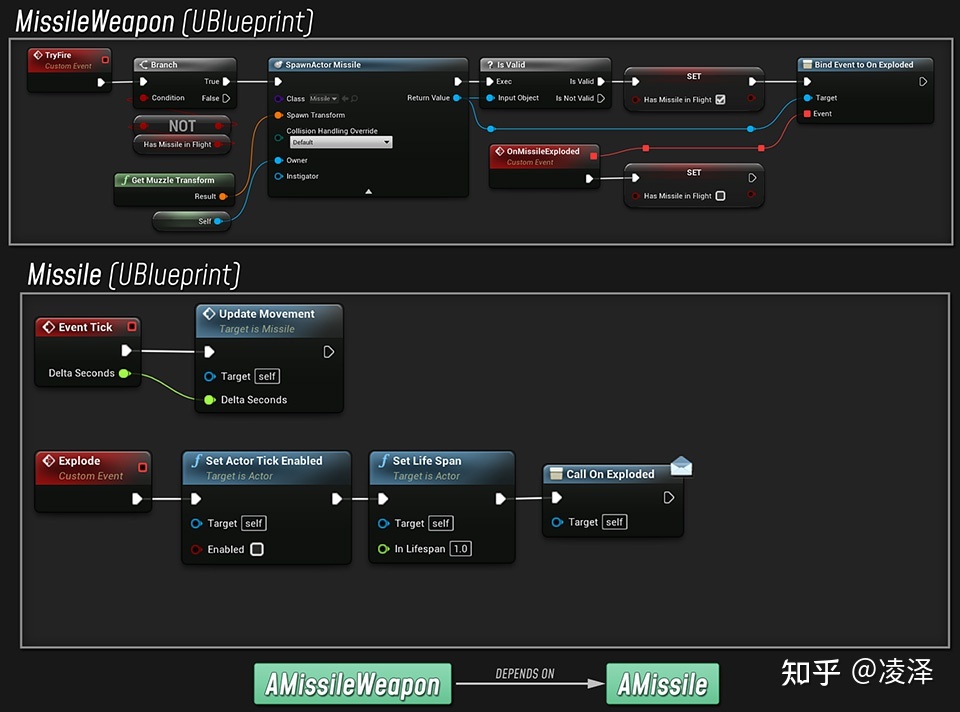 MissileWeapon (UBlueprint)
TryFire
Custom Event
Branch
True
Condition
False
NOT
Has Missile in Flight
Get Muzzle Transform
Result
Self
SpawnActor Missile
Class
Missile
Return Value
Spawn Transform
Collision Handling Override
Default
Owner
Instigator
? Is Valid
Exec
Is Valid
Input Object
Is Not Valid
OnMissileExploded
Custom Event
SET
Has Missile in Flight
SET
Has Missile in Flight
Bind Event to On Exploded
Target
Event
Missile (UBlueprint)
Event Tick
Delta Seconds
Update Movement
Target is Missile
Target self
Delta Seconds
Explode
Custom Event
f Set Actor Tick Enabled
Target is Actor
Target self
Enabled
f Set Life Span
Target is Actor
Target self
In Lifespan 1.0
Call On Exploded
Target self
AMissileWeapon
DEPENDS ON
AMissile
知乎 @凌泽